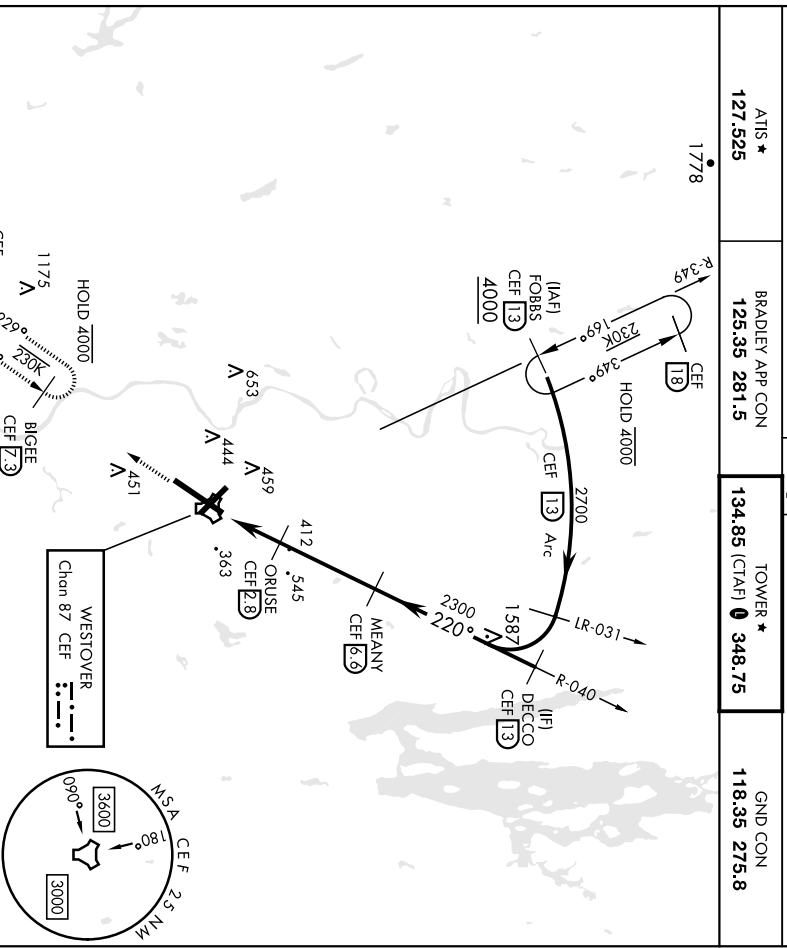 ATIS ★
127.525
BRADLEY APP CON
125.35 281.5
TOWER ★
134.85 (CTAF) L 348.75
GND CON
118.35 275.8
1778
R-349
CEF
18
169°
230K
349°
HOLD 4000
(IAF)
FOBBS
CEF 13
4000
2700
CEF 13 Arc
LR-031
R-040
(IF)
DECCO
CEF 13
1587
2300
220°
MEANY
CEF 6.6
412
545
ORUSE
CEF 2.8
363
653
444
459
451
1175
HOLD 4000
229°
230K
BIGEE
CEF 7.3
CEF
WESTOVER
Chan 87 CEF
MSA CEF 25 NM
3600
090°
180°
3000